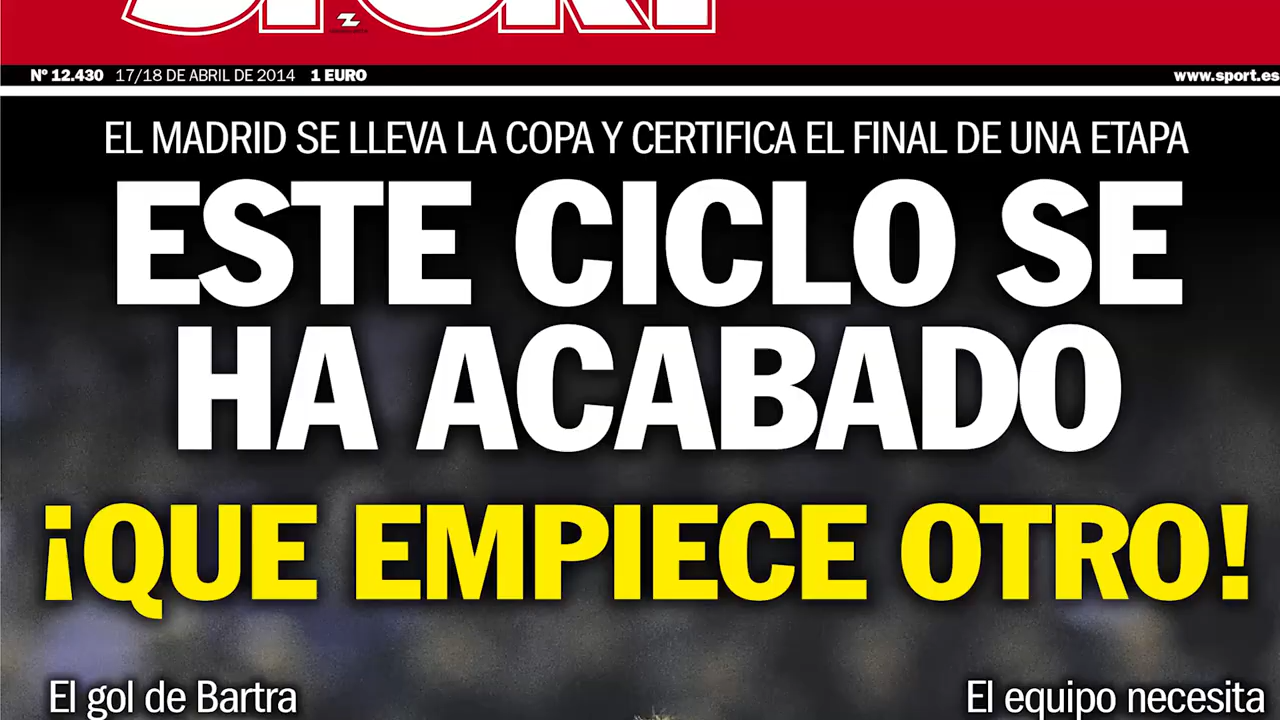 SPORT
Nº 12.430 17/18 DE ABRIL DE 2014 1 EURO
www.sport.es
EL MADRID SE LLEVA LA COPA Y CERTIFICA EL FINAL DE UNA ETAPA
ESTE CICLO SE
HA ACABADO
¡QUE EMPIECE OTRO!
El gol de Bartra
El equipo necesita